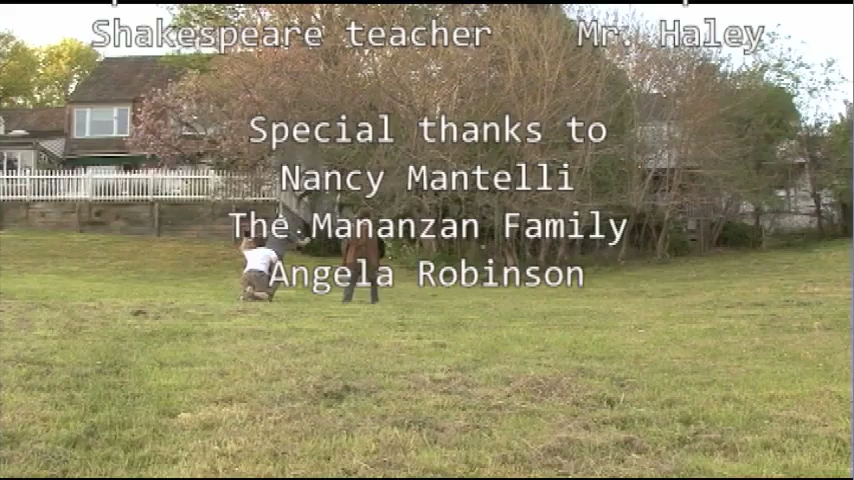 Shakespeare teacher Mr. Haley
Special thanks to
Nancy Mantelli
The Mananzan Family
Angela Robinson